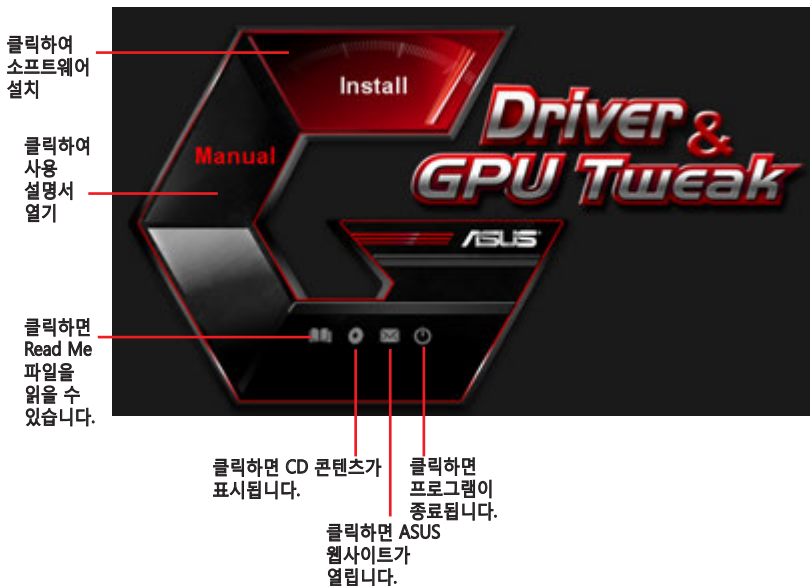 클릭하여
소프트웨어
설치
Install
클릭하여
사용
설명서
열기
Manual
Driver &
GPU Tweak
ASUS
클릭하면
Read Me
파일을
읽을 수
있습니다.
클릭하면 CD 콘텐츠가
표시됩니다.
클릭하면
프로그램이
종료됩니다.
클릭하면 ASUS
웹사이트가
열립니다.